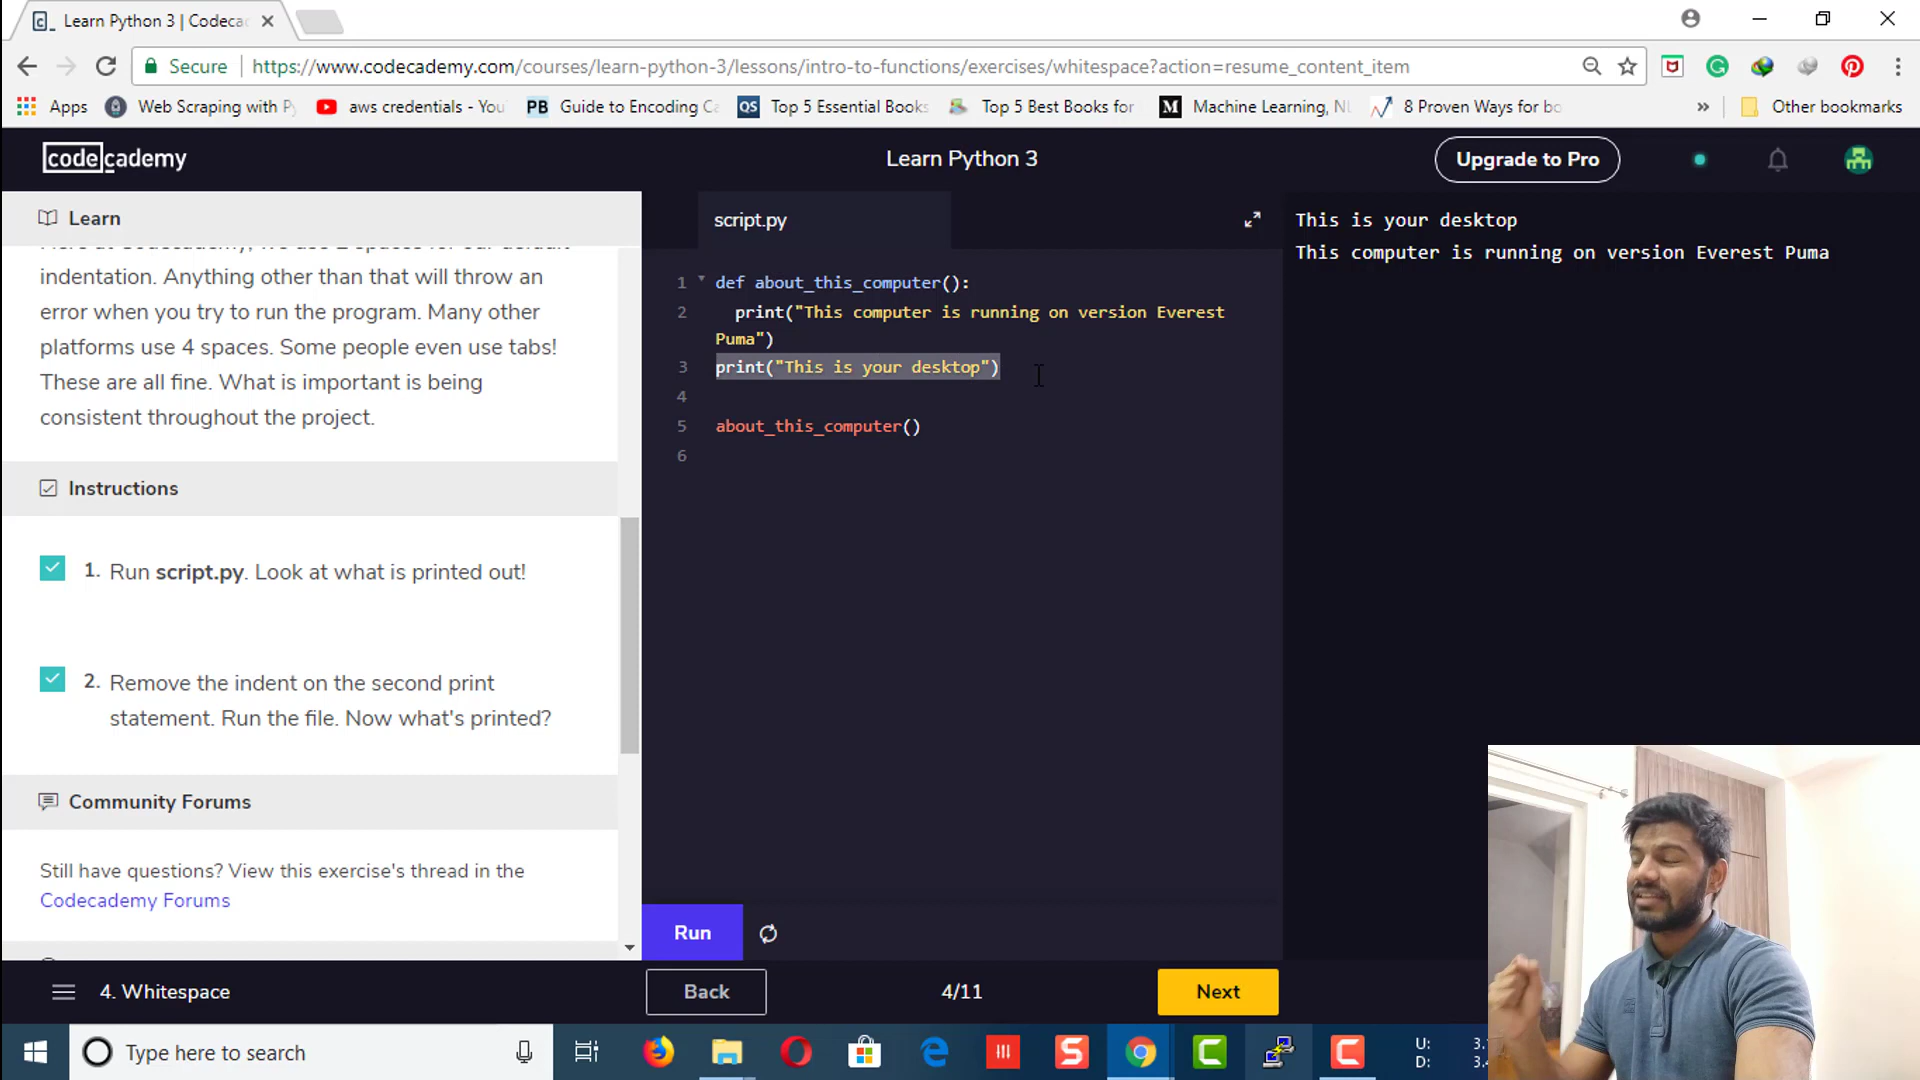 Learn Python 3 | Codeca
Secure
https://www.codecademy.com/courses/learn-python-3/lessons/intro-to-functions/exercises/whitespace?action=resume_content_item
Apps
Web Scraping with Py
aws credentials - You
PB
Guide to Encoding Ca
QS
Top 5 Essential Books
Top 5 Best Books for
M
Machine Learning, NL
8 Proven Ways for bo
»
Other bookmarks
codecademy
Learn Python 3
Upgrade to Pro
Learn
indentation. Anything other than that will throw an
error when you try to run the program. Many other
platforms use 4 spaces. Some people even use tabs!
These are all fine. What is important is being
consistent throughout the project.
Instructions
1. Run script.py. Look at what is printed out!
2. Remove the indent on the second print
statement. Run the file. Now what's printed?
Community Forums
Still have questions? View this exercise's thread in the
Codecademy Forums
script.py
1 def about_this_computer():
2 print("This computer is running on version Everest
Puma")
3 print("This is your desktop")
4
5 about_this_computer()
6
This is your desktop
This computer is running on version Everest Puma
Run
4. Whitespace
Back
4/11
Next
Type here to search
U: 3.
D: 3.